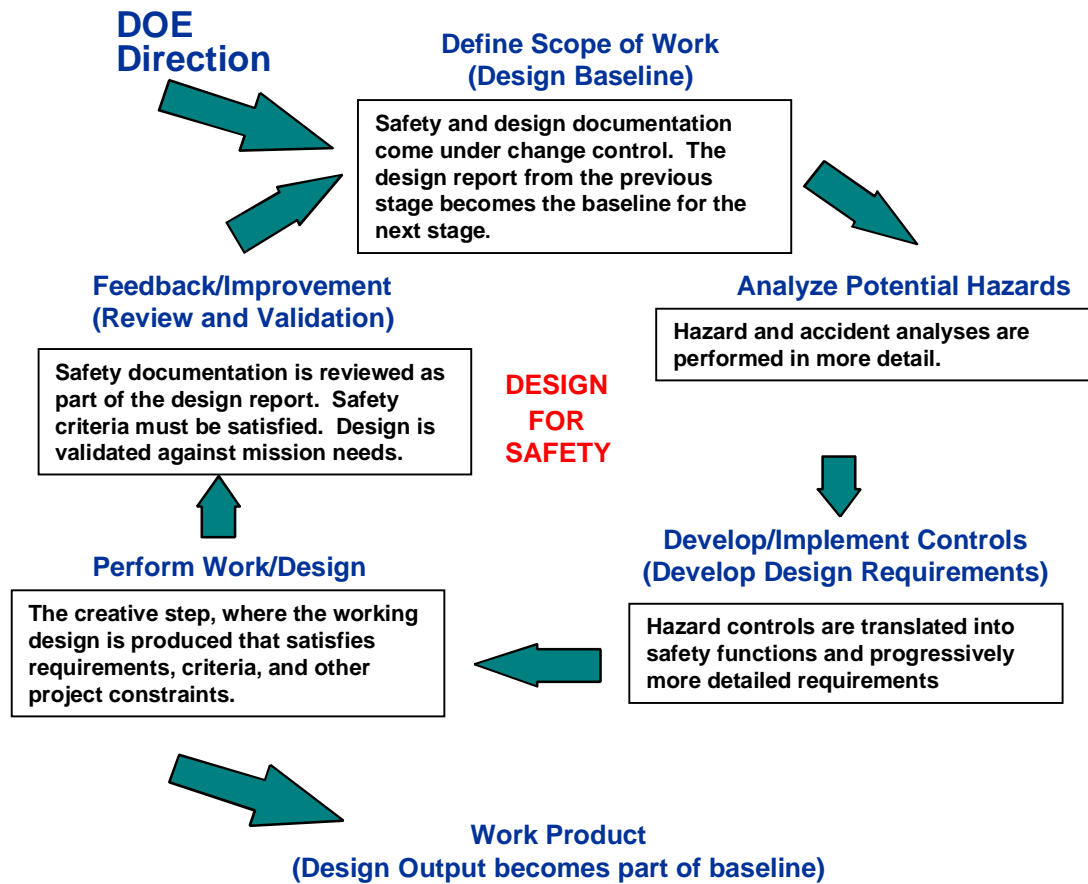 DOE
Direction
Define Scope of Work
(Design Baseline)
Safety and design documentation
come under change control.  The
design report from the previous
stage becomes the baseline for the
next stage.
Analyze Potential Hazards
Hazard and accident analyses are
performed in more detail.
Feedback/Improvement
(Review and Validation)
Safety documentation is reviewed as
part of the design report.  Safety
criteria must be satisfied.  Design is
validated against mission needs.
DESIGN
FOR
SAFETY
Develop/Implement Controls
(Develop Design Requirements)
Hazard controls are translated into
safety functions and progressively
more detailed requirements
Perform Work/Design
The creative step, where the working
design is produced that satisfies
requirements, criteria, and other
project constraints.
Work Product
(Design Output becomes part of baseline)